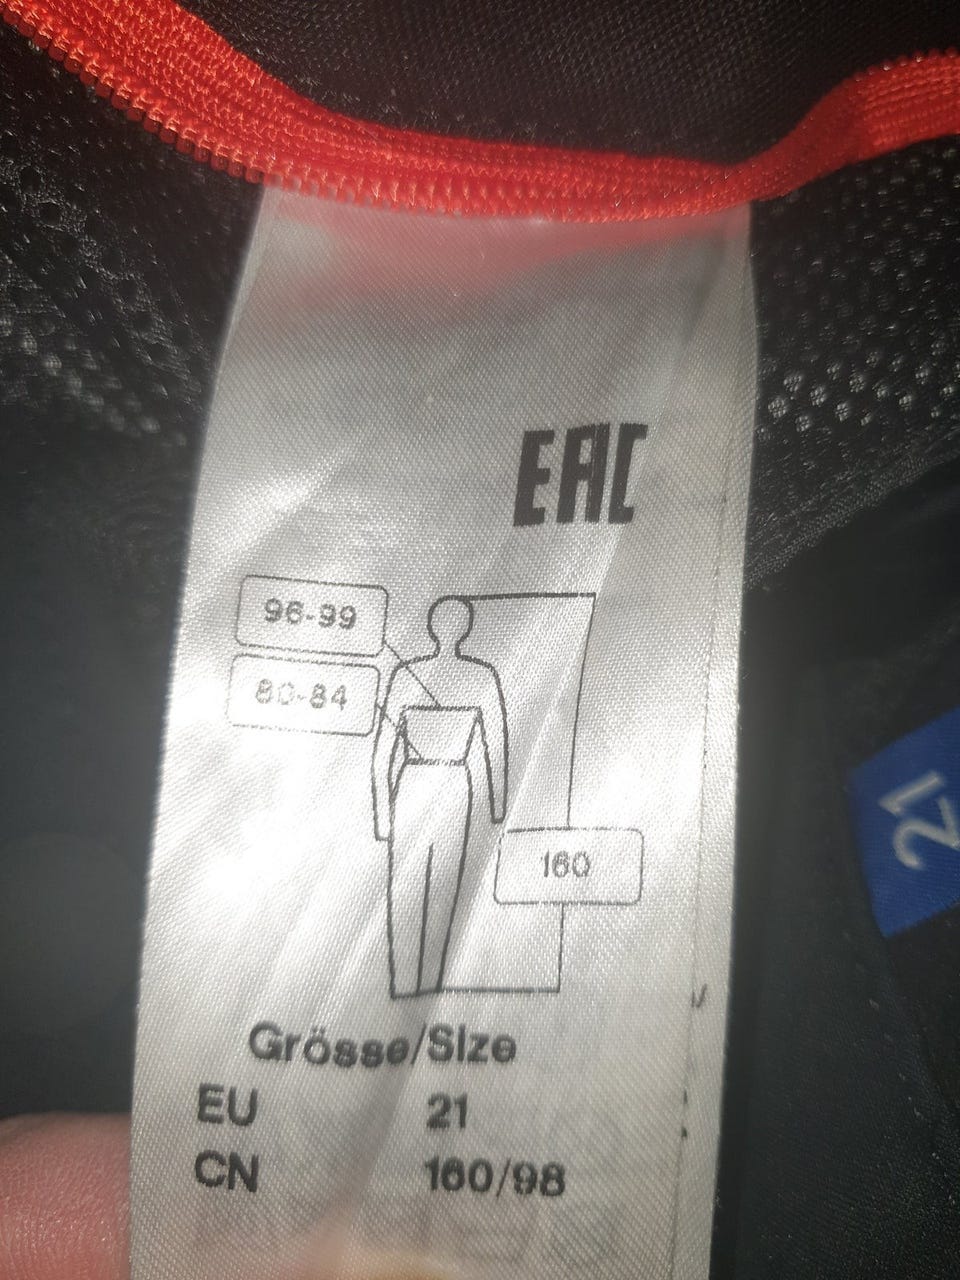 EAC
96-99
80-84
160
Grösse/Size
EU 21
CN 160/98
21